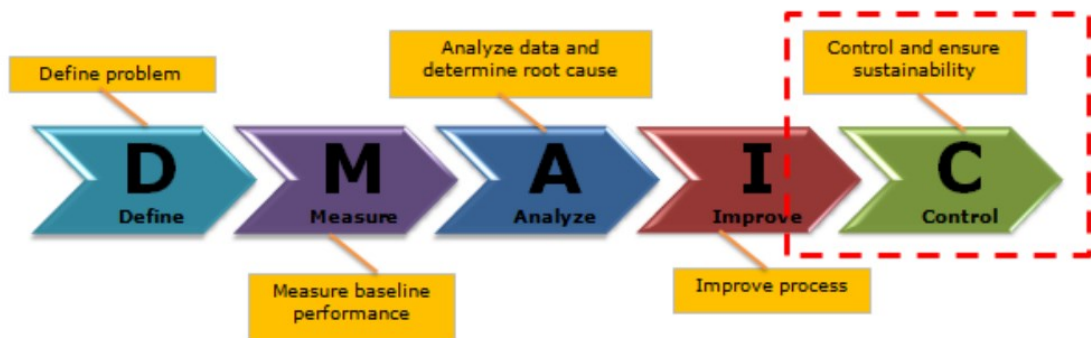 Define problem
Analyze data and
determine root cause
Control and ensure
sustainability
D
Define
M
Measure
A
Analyze
I
Improve
C
Control
Measure baseline
performance
Improve process